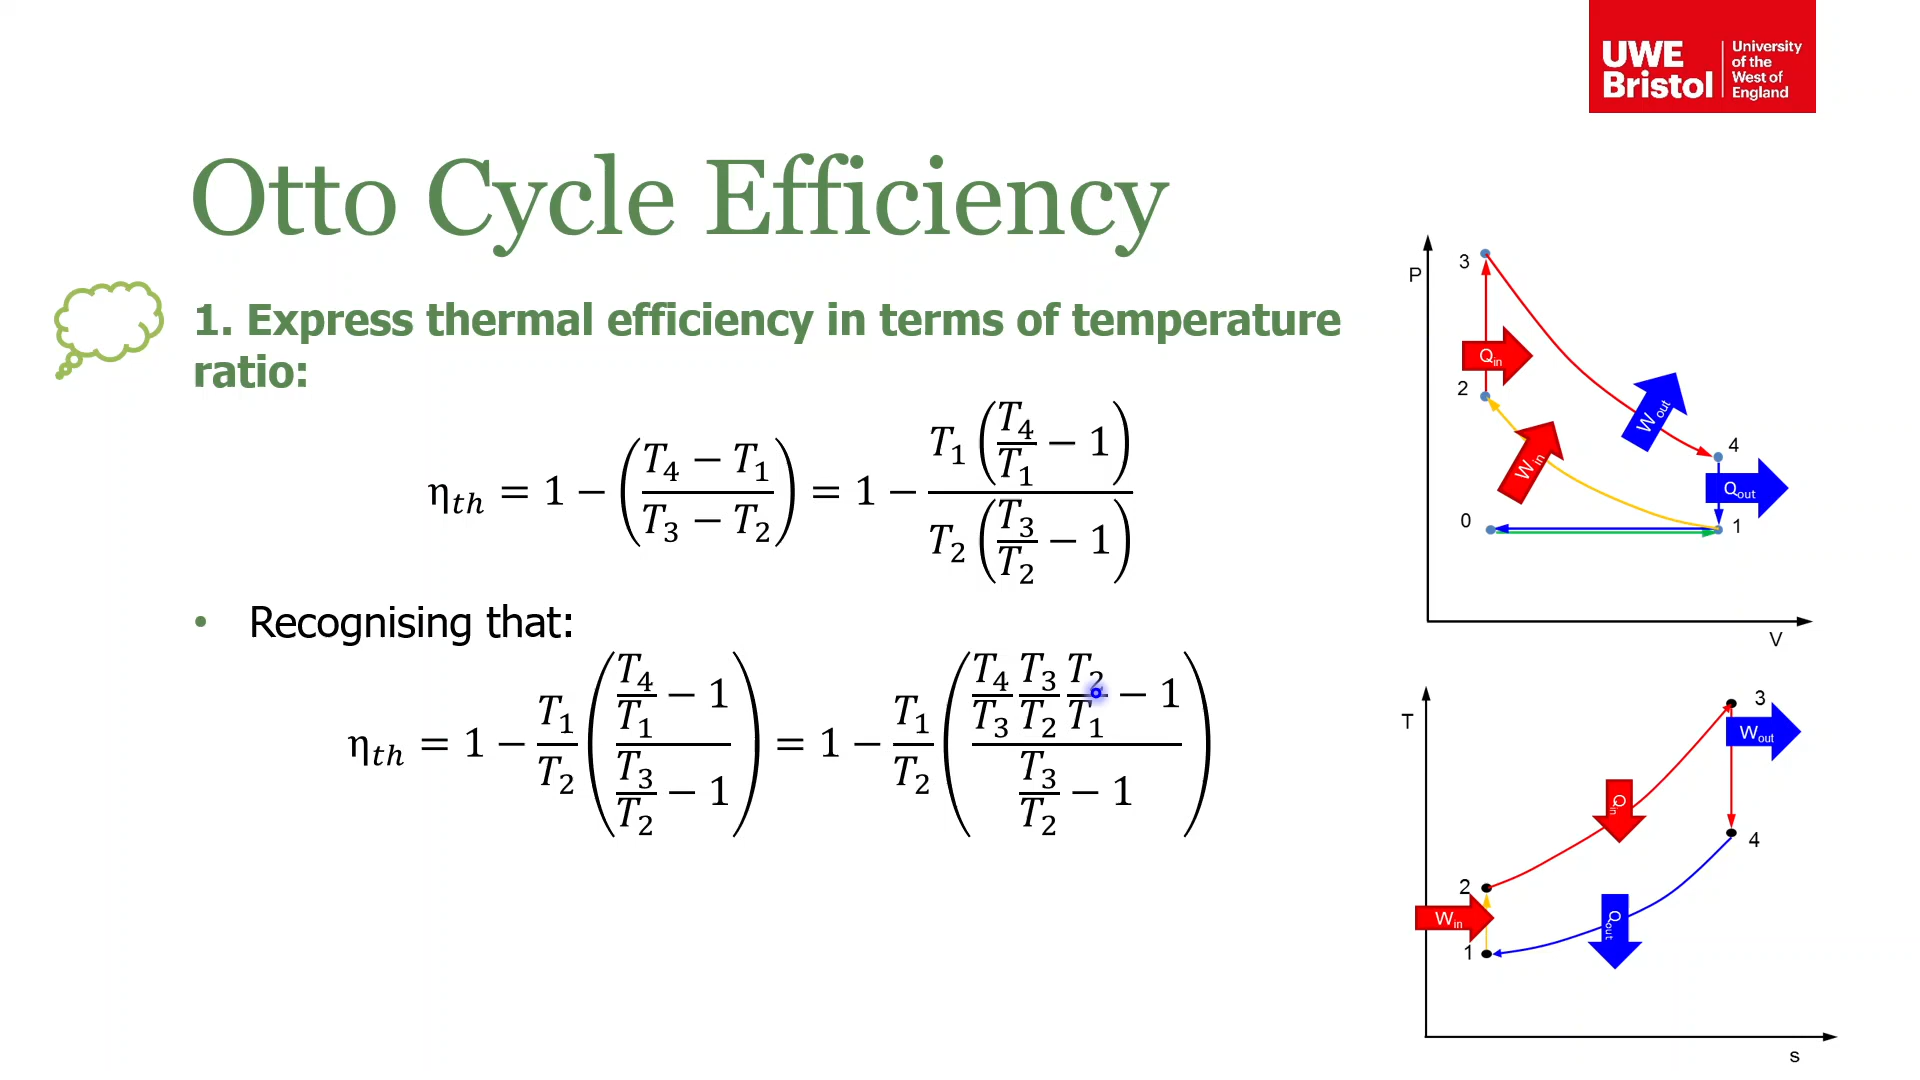 UWE Bristol
University of the West of England
Otto Cycle Efficiency
1. Express thermal efficiency in terms of temperature
ratio:
η_th = 1 − ((T_4 − T_1)/(T_3 − T_2)) = 1 − (T_1(T_4/T_1 − 1))/(T_2(T_3/T_2 − 1))
• Recognising that:
η_th = 1 − T_1/T_2 ((T_4/T_1 − 1)/(T_3/T_2 − 1)) = 1 − T_1/T_2 ((T_4/T_3 T_3/T_2 T_2/T_1 − 1)/(T_3/T_2 − 1))
P
3
Q_in
2
W_out
W_in
4
Q_out
0
1
V
T
3
W_out
Q_in
4
2
W_in
Q_out
1
s